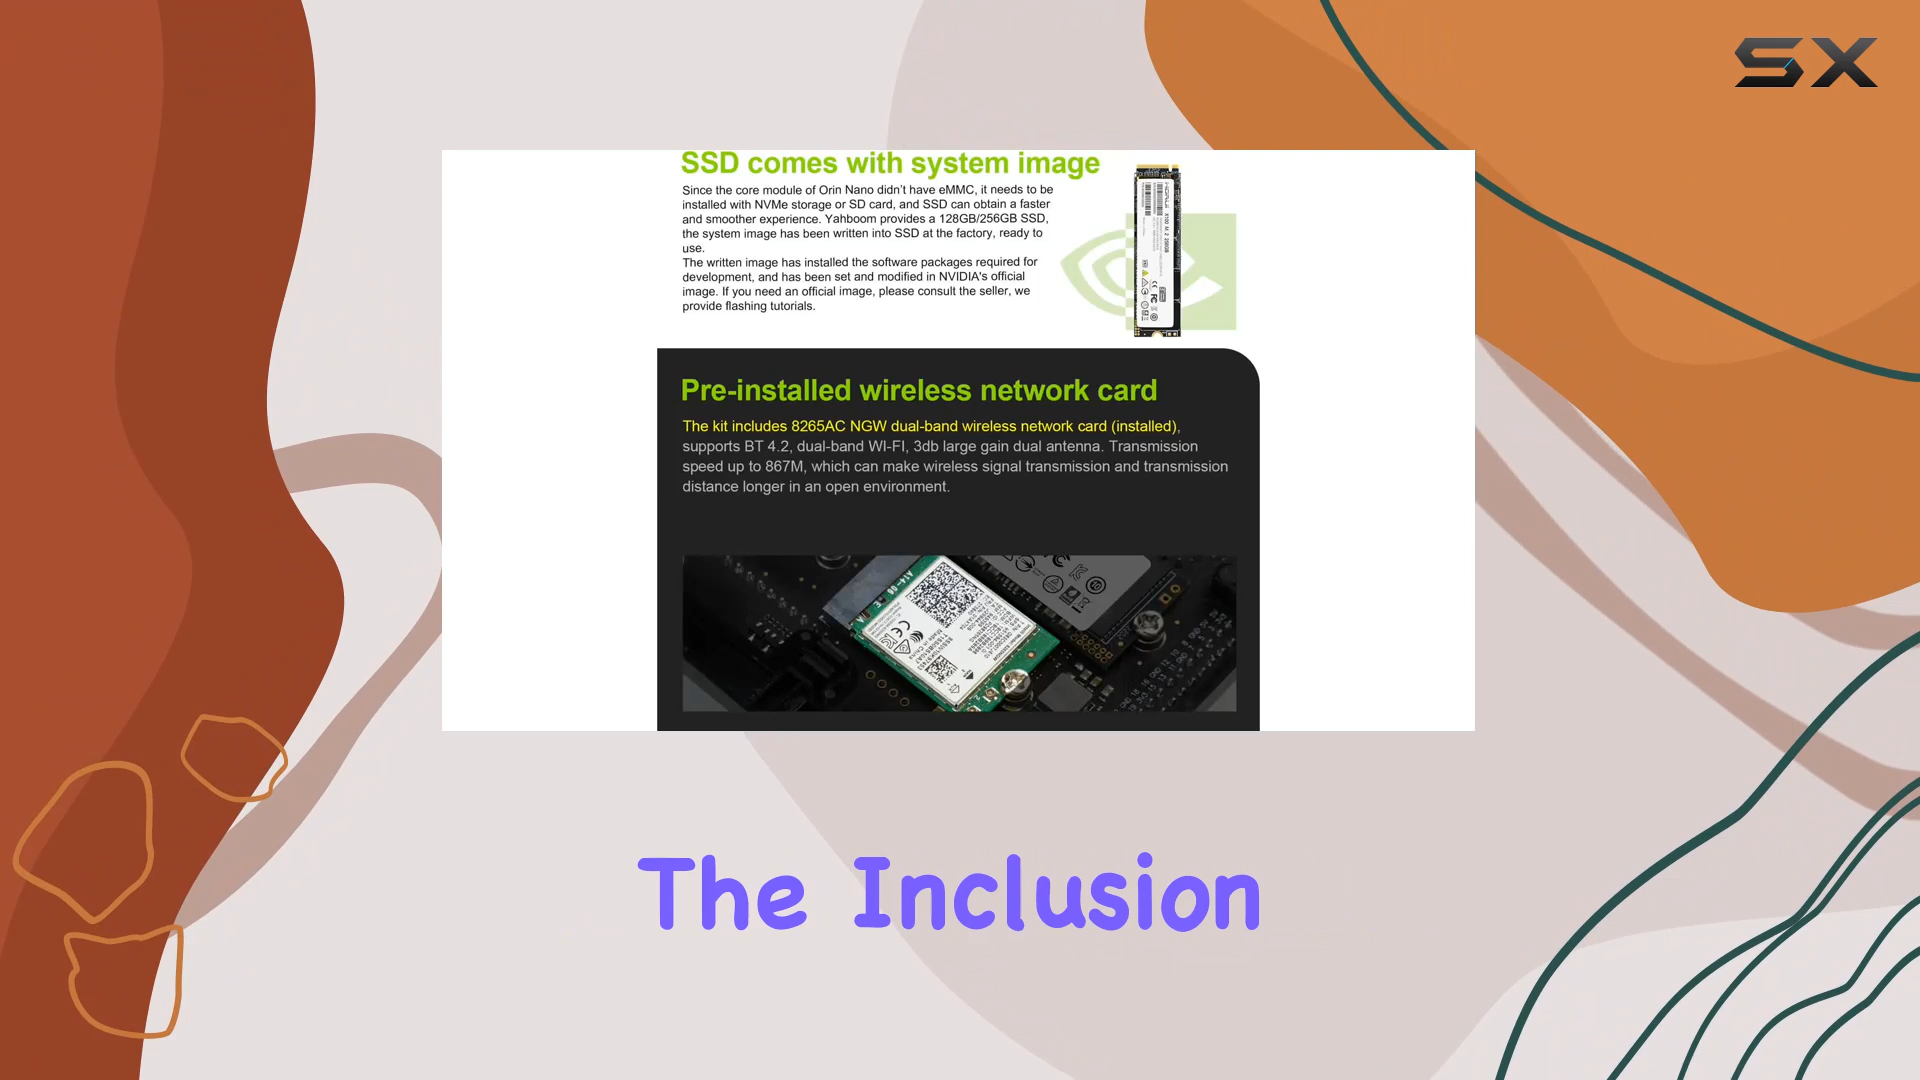 SX
SSD comes with system image
Since the core module of Orin Nano didn't have eMMC, it needs to be
installed with NVMe storage or SD card, and SSD can obtain a faster
and smoother experience. Yahboom provides a 128GB/256GB SSD,
the system image has been written into SSD at the factory, ready to
use.
The written image has installed the software packages required for
development, and has been set and modified in NVIDIA's official
image. If you need an official image, please consult the seller, we
provide flashing tutorials.
Pre-installed wireless network card
The kit includes 8265AC NGW dual-band wireless network card (installed),
supports BT 4.2, dual-band WI-FI, 3db large gain dual antenna. Transmission
speed up to 867M, which can make wireless signal transmission and transmission
distance longer in an open environment.
The Inclusion